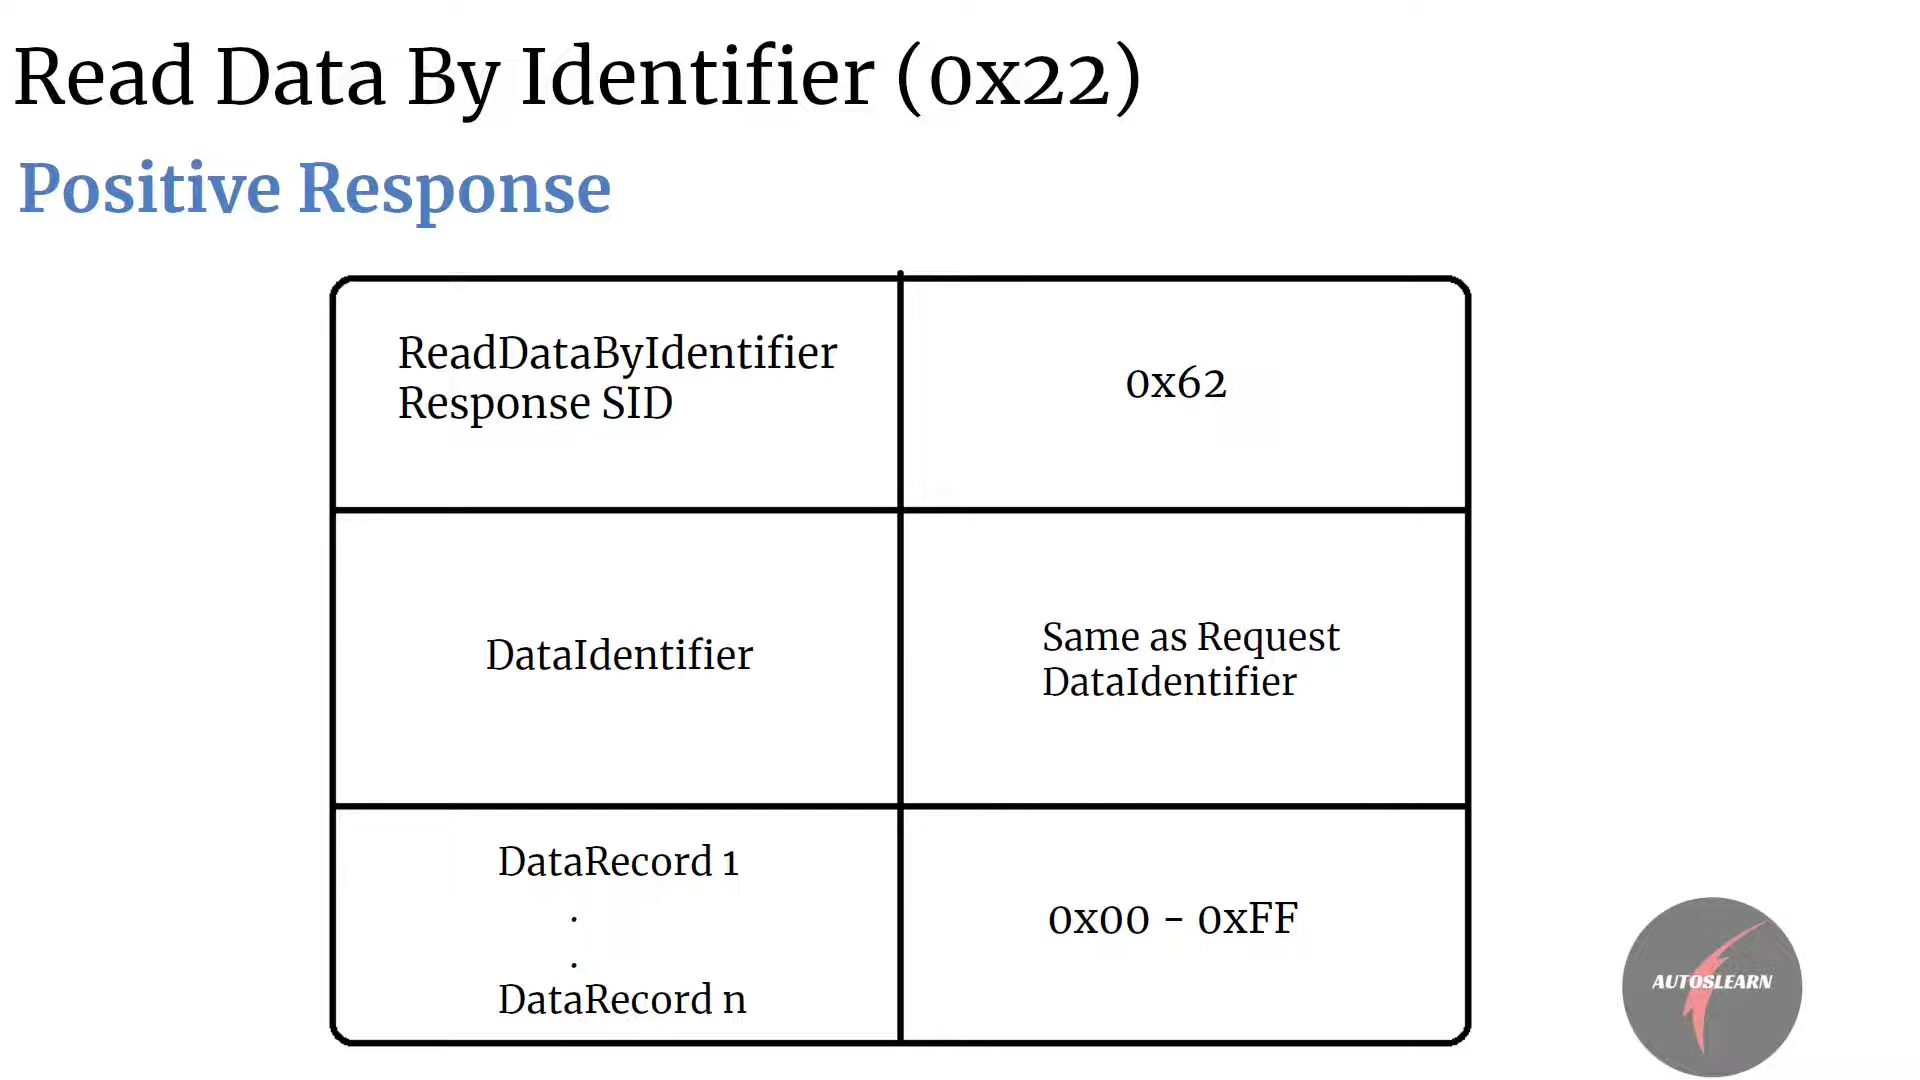 Read Data By Identifier (0x22)
Positive Response
ReadDataByIdentifier
Response SID
0x62
DataIdentifier
Same as Request
DataIdentifier
DataRecord 1
.
.
DataRecord n
0x00 - 0xFF
AUTOSLEARN